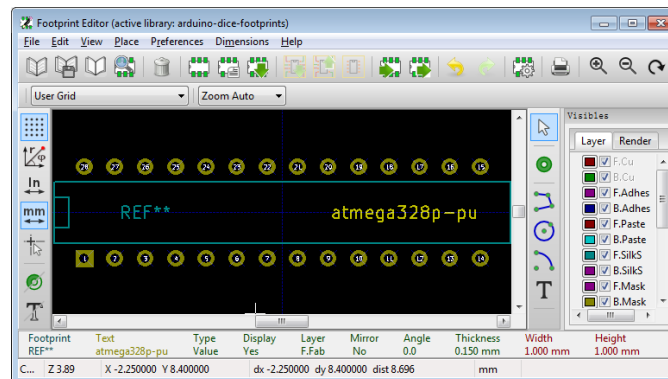 Footprint Editor (active library: arduino-dice-footprints)
File Edit View Place Preferences Dimensions Help
User Grid Zoom Auto
Visibles
Layer Render
In
mm
28 27 26 25 24 23 22 21 20 19 18 17 16 15
REF** atmega328p-pu
1 2 3 4 5 6 7 8 9 10 11 12 13 14
F.Cu
B.Cu
F.Adhes
B.Adhes
F.Paste
B.Paste
F.SilkS
B.SilkS
F.Mask
B.Mask
T
Footprint Text Type Display Layer Mirror Angle Thickness Width Height
REF** atmega328p-pu Value Yes F.Fab No 0.0 0.150 mm 1.000 mm 1.000 mm
C... Z 3.89 X -2.250000 Y 8.400000 dx -2.250000 dy 8.400000 dist 8.696 mm